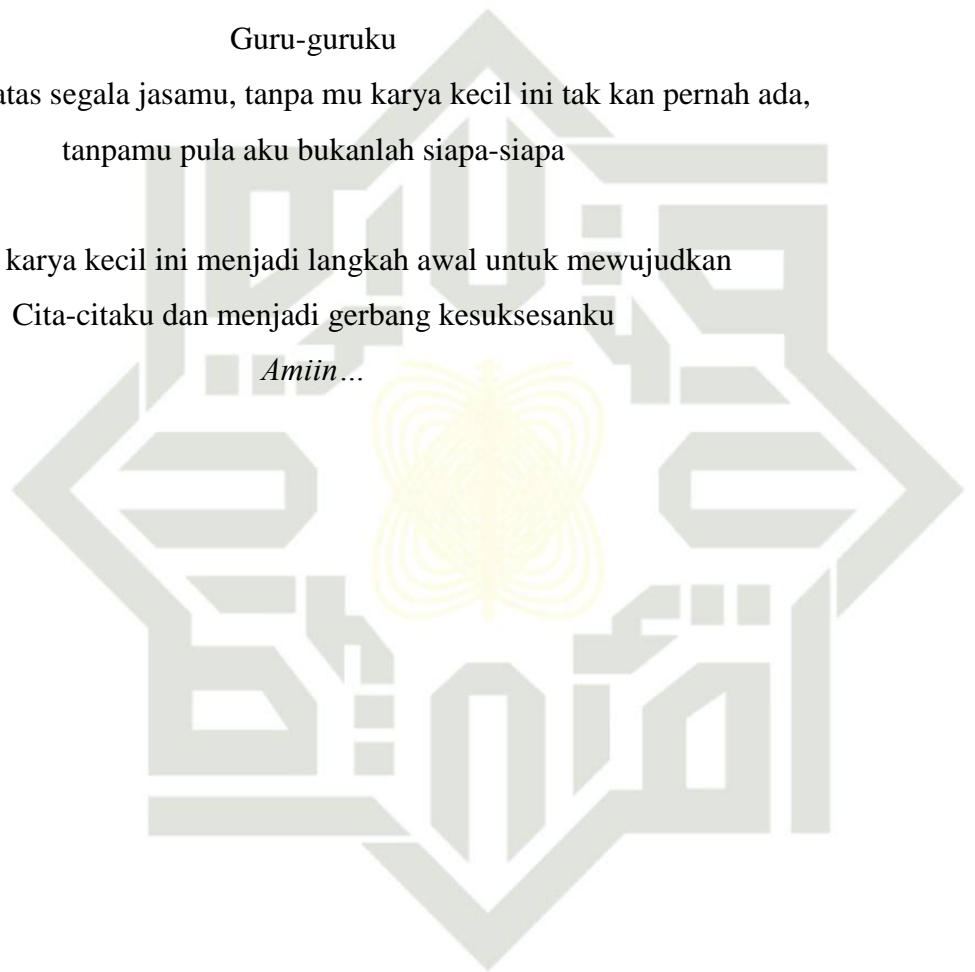 Guru-guruku
atas segala jasamu, tanpa mu karya kecil ini tak kan pernah ada,
tanpamu pula aku bukanlah siapa-siapa
karya kecil ini menjadi langkah awal untuk mewujudkan
Cita-citaku dan menjadi gerbang kesuksesanku
Amiin…